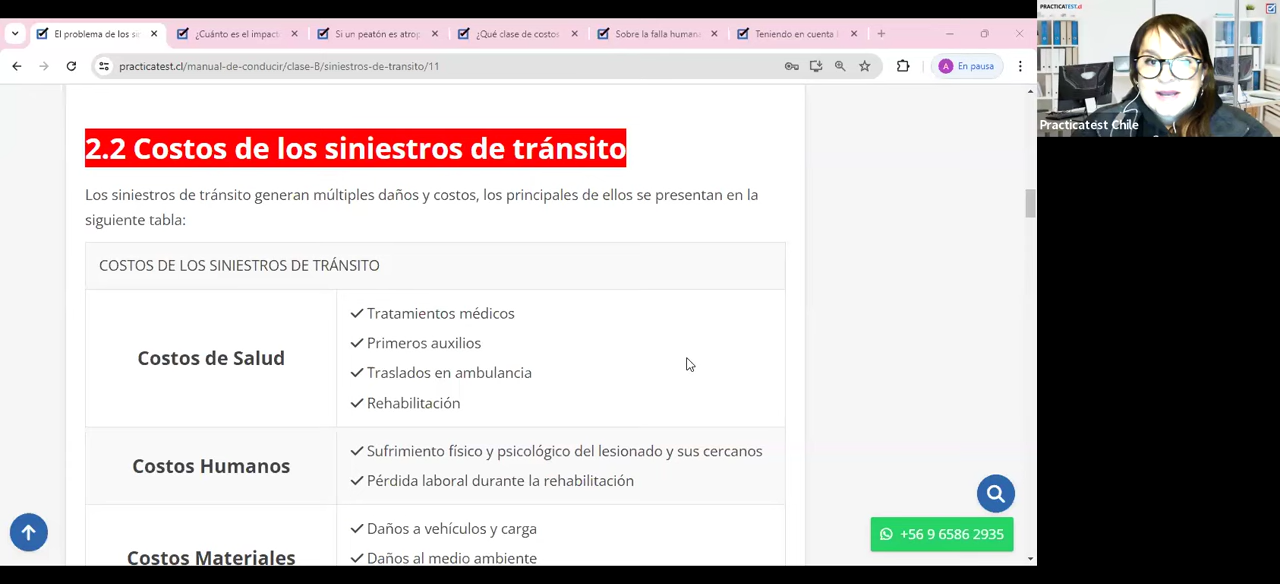 El problema de los si
¿Cuánto es el impact
Si un peatón es atrop
¿Qué clase de costos
Sobre la falla humana
Teniendo en cuenta l
practicatest.cl/manual-de-conducir/clase-B/siniestros-de-transito/11
A
En pausa
PRACTICATEST.cl
Practicatest Chile
2.2 Costos de los siniestros de tránsito
Los siniestros de tránsito generan múltiples daños y costos, los principales de ellos se presentan en la
siguiente tabla:
COSTOS DE LOS SINIESTROS DE TRÁNSITO
Costos de Salud
Tratamientos médicos
Primeros auxilios
Traslados en ambulancia
Rehabilitación
Costos Humanos
Sufrimiento físico y psicológico del lesionado y sus cercanos
Pérdida laboral durante la rehabilitación
Costos Materiales
Daños a vehículos y carga
Daños al medio ambiente
+56 9 6586 2935